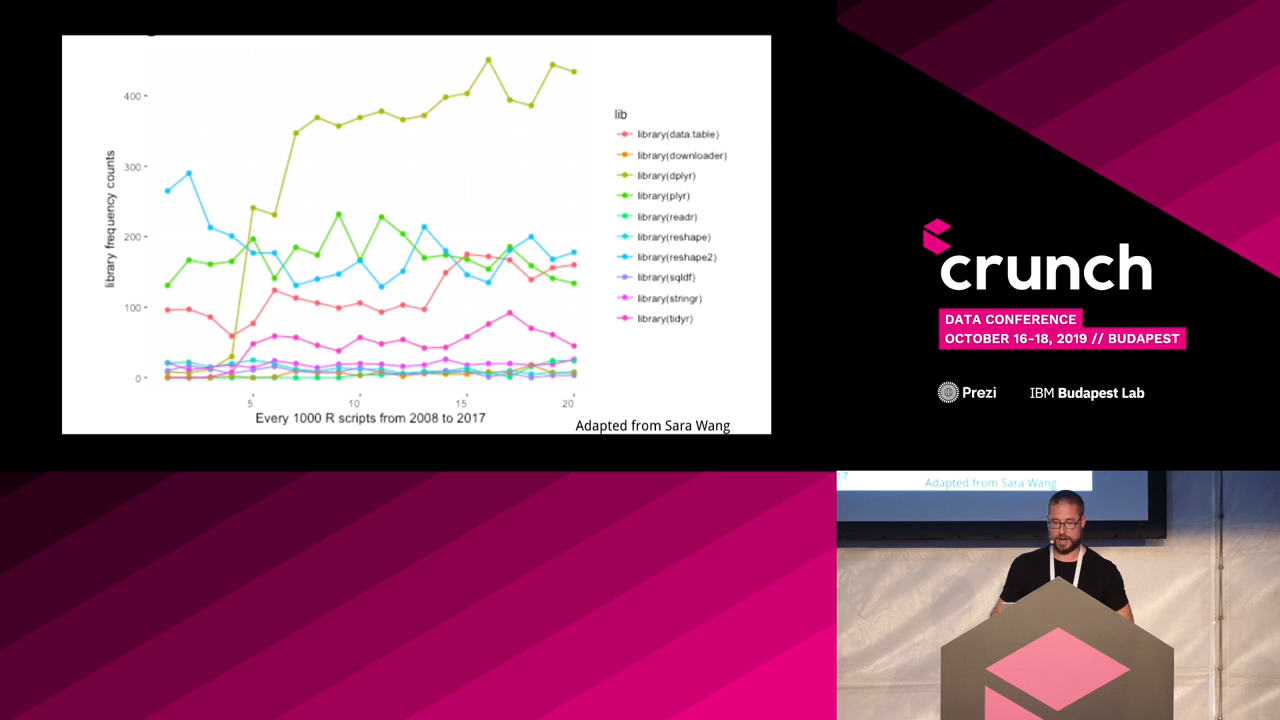 400
300
200
100
0
library frequency counts
5
10
15
20
Every 1000 R scripts from 2008 to 2017
lib
library(data.table)
library(downloader)
library(dplyr)
library(plyr)
library(readr)
library(reshape)
library(reshape2)
library(sqldf)
library(stringr)
library(tidyr)
Adapted from Sara Wang
crunch
DATA CONFERENCE
OCTOBER 16-18, 2019 // BUDAPEST
Prezi
IBM Budapest Lab
17
Adapted from Sara Wang